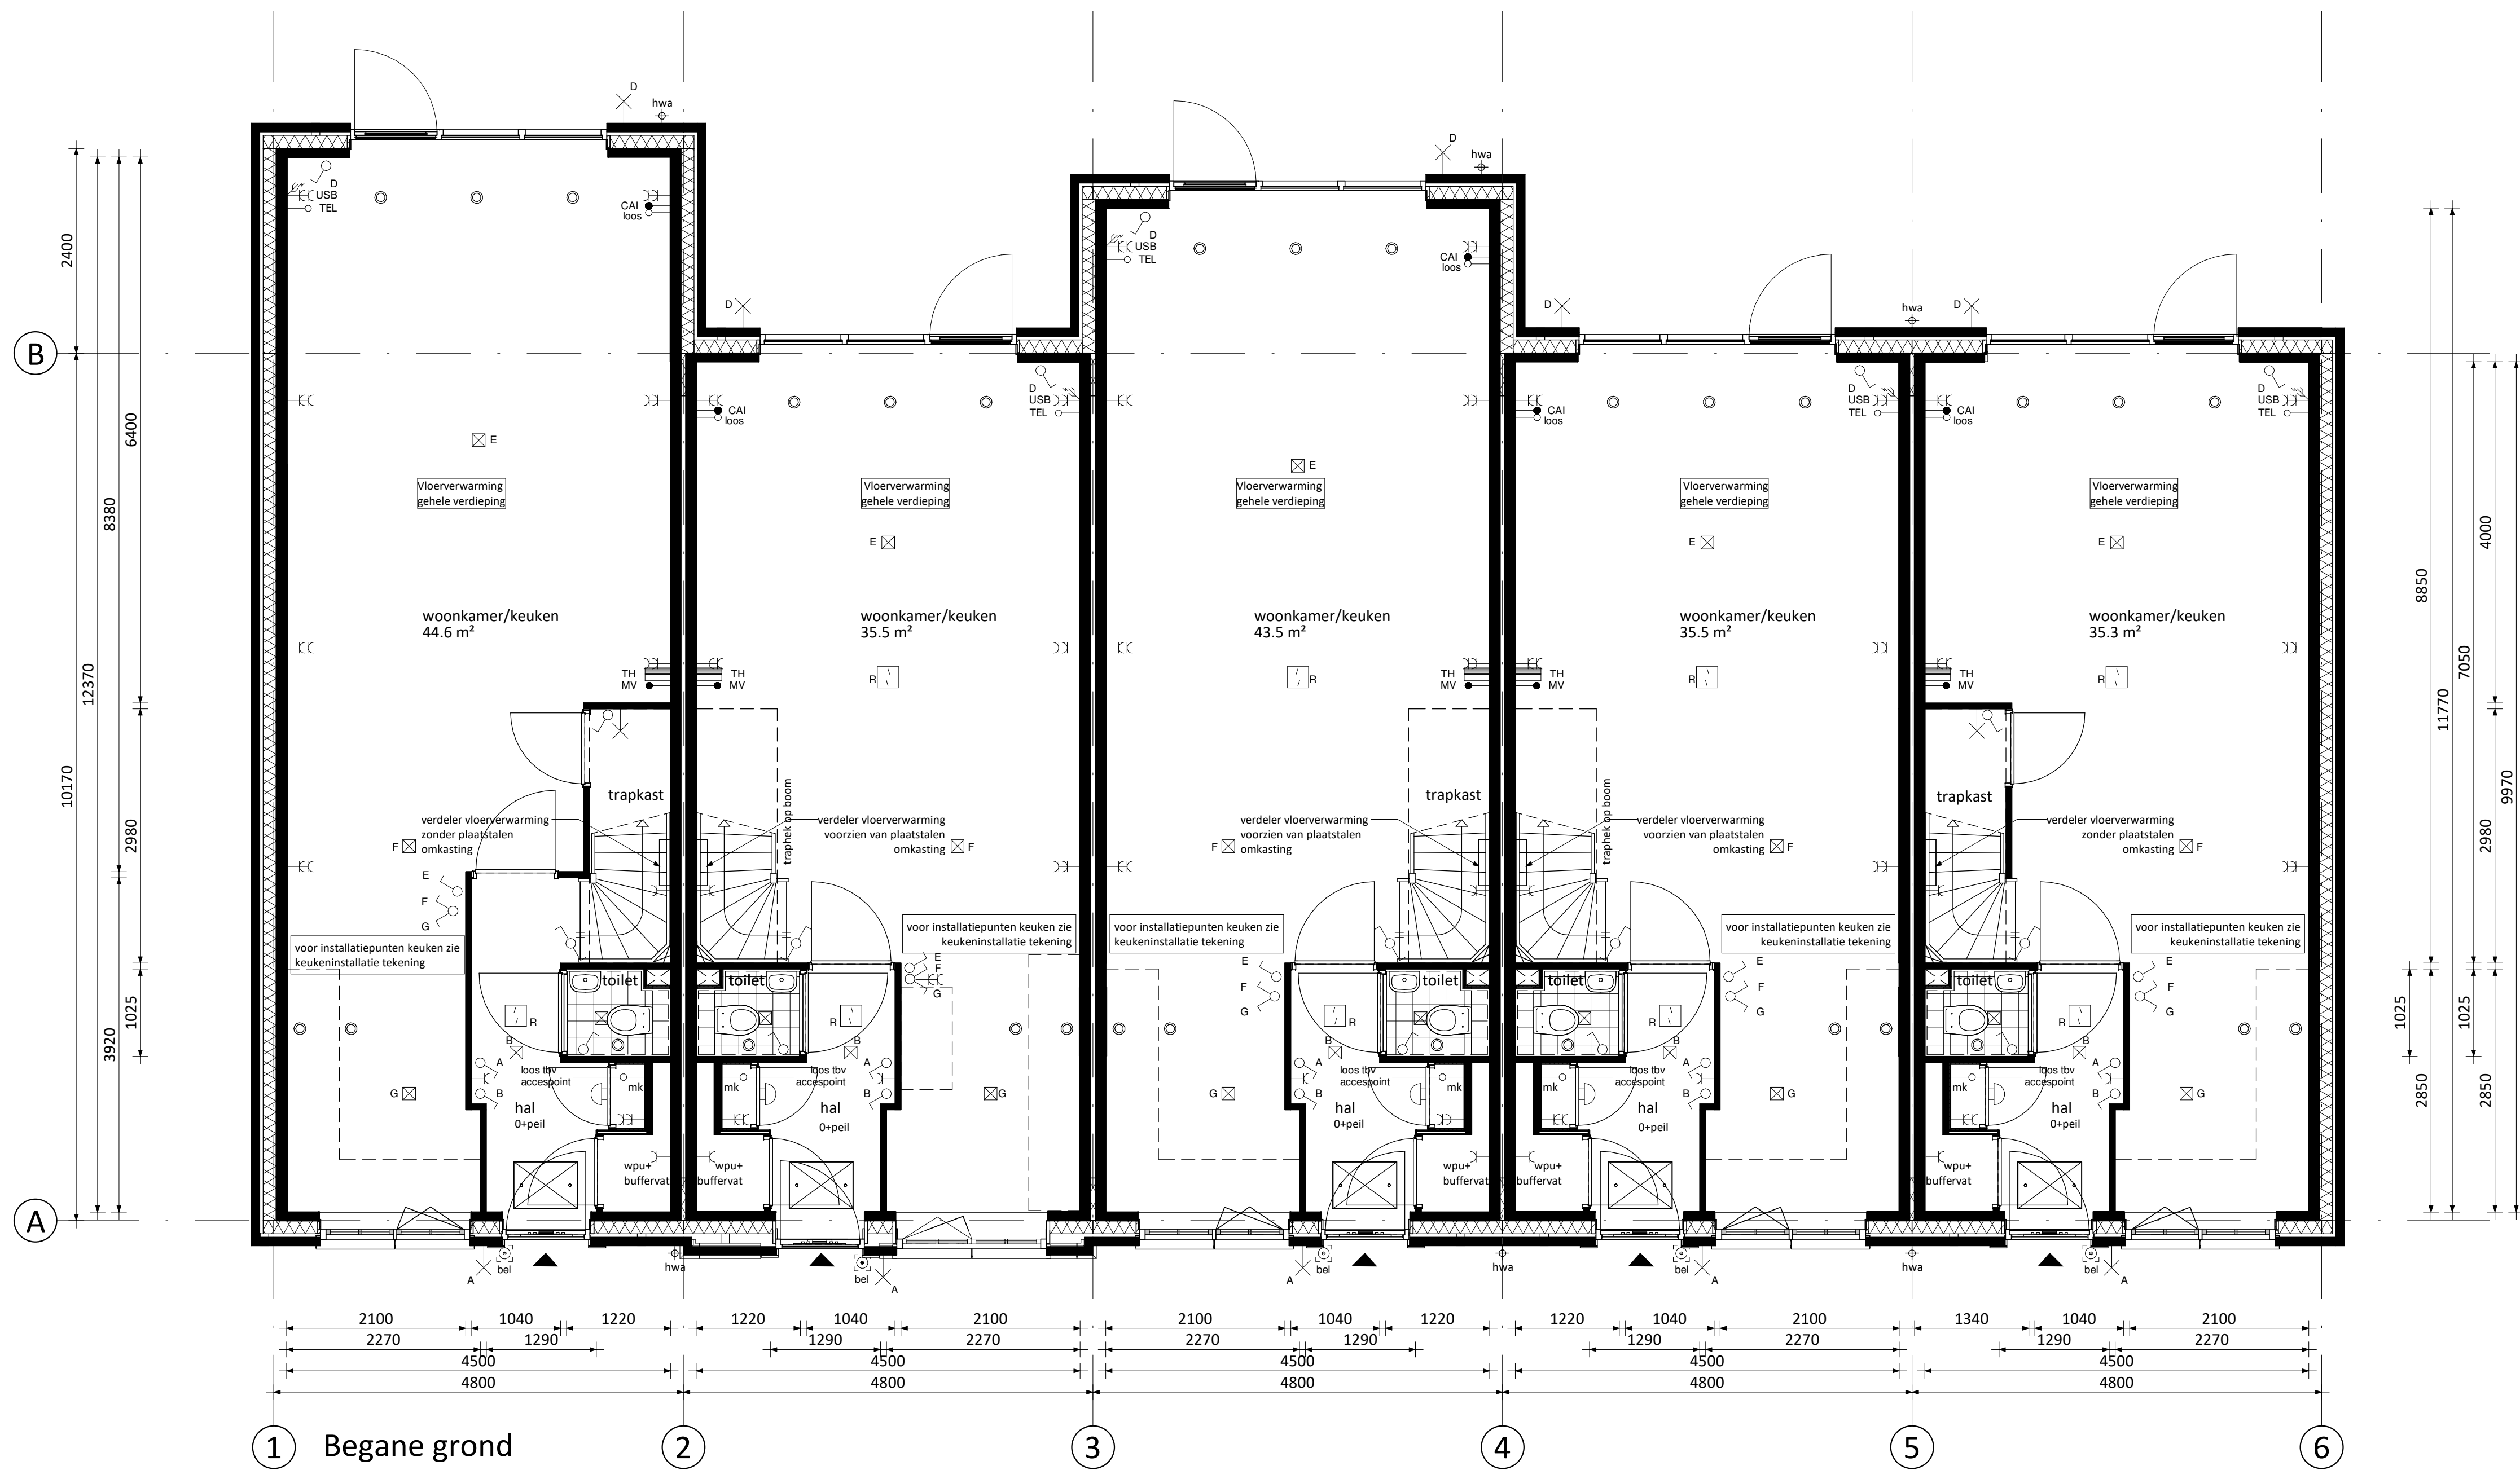 D
hwa
D
USB
TEL
CAI
loos
E
Vloerverwarming
gehele verdieping
woonkamer/keuken
44.6 m²
TH
MV
trapkast
verdeler vloerverwarming
zonder plaatstalen
omkasting
F
E
F
G
voor installatiepunten keuken zie
keukeninstallatie tekening
toilet
R
B
A
B
loos tbv
accespoint
mk
hal
0+peil
G
wpu+
buffervat
A
bel
hwa
D
D
USB
TEL
CAI
loos
Vloerverwarming
gehele verdieping
E
woonkamer/keuken
35.5 m²
R
TH
MV
traphek op boom
verdeler vloerverwarming
voorzien van plaatstalen
omkasting
F
voor installatiepunten keuken zie
keukeninstallatie tekening
E
F
G
toilet
R
B
A
B
loos tbv
accespoint
mk
hal
0+peil
G
wpu+
buffervat
bel
A
D
hwa
D
USB
TEL
CAI
loos
E
Vloerverwarming
gehele verdieping
woonkamer/keuken
43.5 m²
R
TH
MV
trapkast
verdeler vloerverwarming
voorzien van plaatstalen
omkasting
F
voor installatiepunten keuken zie
keukeninstallatie tekening
E
F
G
toilet
R
B
A
B
loos tbv
accespoint
mk
hal
0+peil
G
wpu+
buffervat
A
bel
hwa
D
D
USB
TEL
CAI
loos
Vloerverwarming
gehele verdieping
E
woonkamer/keuken
35.5 m²
R
TH
MV
traphek op boom
verdeler vloerverwarming
voorzien van plaatstalen
omkasting
F
voor installatiepunten keuken zie
keukeninstallatie tekening
E
F
G
toilet
R
B
A
B
loos tbv
accespoint
mk
hal
0+peil
G
wpu+
buffervat
bel
A
hwa
hwa
D
D
USB
TEL
CAI
loos
Vloerverwarming
gehele verdieping
E
woonkamer/keuken
35.3 m²
R
TH
MV
trapkast
verdeler vloerverwarming
zonder plaatstalen
omkasting
F
voor installatiepunten keuken zie
keukeninstallatie tekening
E
F
G
toilet
R
B
A
B
loos tbv
accespoint
mk
hal
0+peil
G
wpu+
buffervat
bel
A
B
A
2400
10170
12370
8380
3920
6400
2980
1025
8850
2850
1025
11770
7050
1025
4000
2980
2850
9970
2100 1040 1220 1220 1040 2100 2100 1040 1220 1220 1040 2100 1340 1040 2100
2270 1290 1290 2270 2270 1290 1290 2270 1290 2270
4500 4500 4500 4500 4500
4800 4800 4800 4800 4800
1 Begane grond 2 3 4 5 6